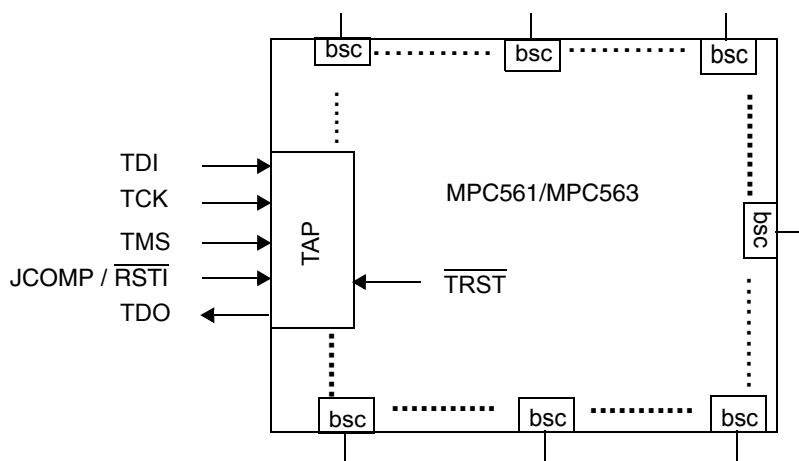 bsc bsc bsc
TDI
TCK
TMS
JCOMP / RSTI
TDO
TAP
MPC561/MPC563
TRST
bsc
bsc bsc bsc